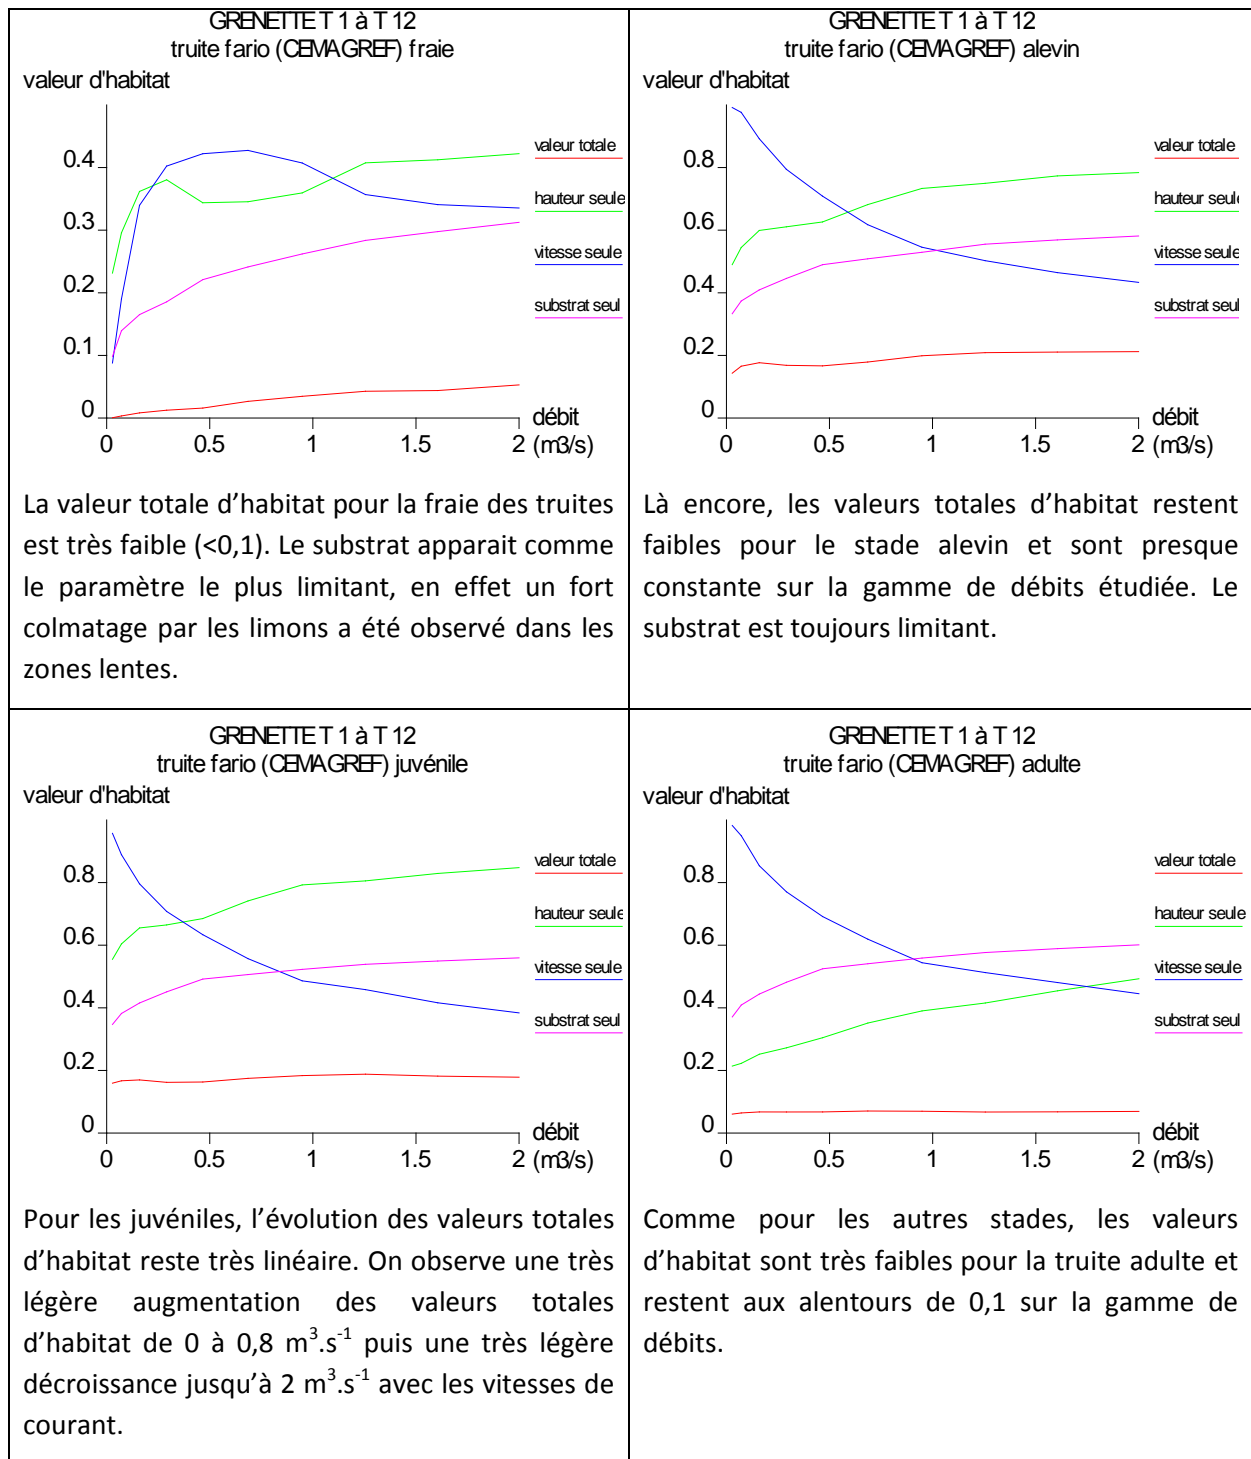 GRENETTE T 1 à T 12
truite fario (CEMAGREF) fraie
valeur d'habitat
valeur totale
0.4
hauteur seule
0.3
vitesse seule
0.2
substrat seul
0.1
0
débit
0 0.5 1 1.5 2 (m3/s)
La valeur totale d’habitat pour la fraie des truites
est très faible (<0,1). Le substrat apparait comme
le paramètre le plus limitant, en effet un fort
colmatage par les limons a été observé dans les
zones lentes.
GRENETTE T 1 à T 12
truite fario (CEMAGREF) alevin
valeur d'habitat
valeur totale
0.8
hauteur seule
0.6
vitesse seule
0.4
substrat seul
0.2
0
débit
0 0.5 1 1.5 2 (m3/s)
Là encore, les valeurs totales d’habitat restent
faibles pour le stade alevin et sont presque
constante sur la gamme de débits étudiée. Le
substrat est toujours limitant.
GRENETTE T 1 à T 12
truite fario (CEMAGREF) juvénile
valeur d'habitat
valeur totale
0.8
hauteur seule
0.6
vitesse seule
0.4
substrat seul
0.2
0
débit
0 0.5 1 1.5 2 (m3/s)
Pour les juvéniles, l’évolution des valeurs totales
d’habitat reste très linéaire. On observe une très
légère augmentation des valeurs totales
d’habitat de 0 à 0,8 m³.s⁻¹ puis une très légère
décroissance jusqu’à 2 m³.s⁻¹ avec les vitesses de
courant.
GRENETTE T 1 à T 12
truite fario (CEMAGREF) adulte
valeur d'habitat
valeur totale
0.8
hauteur seule
0.6
vitesse seule
0.4
substrat seul
0.2
0
débit
0 0.5 1 1.5 2 (m3/s)
Comme pour les autres stades, les valeurs
d’habitat sont très faibles pour la truite adulte et
restent aux alentours de 0,1 sur la gamme de
débits.